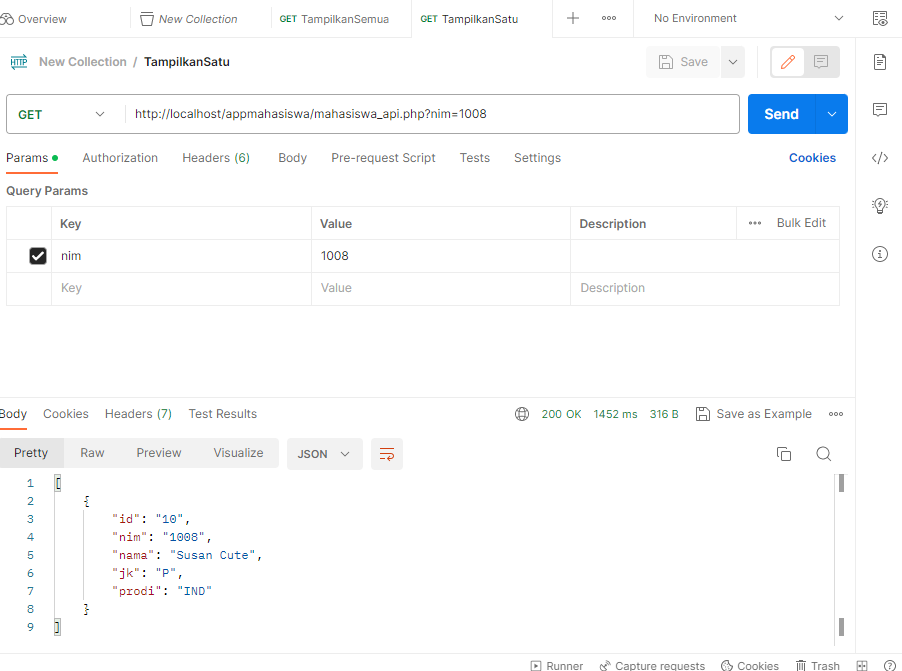 Overview New Collection GET TampilkanSemua GET TampilkanSatu No Environment
HTTP New Collection / TampilkanSatu Save
GET http://localhost/appmahasiswa/mahasiswa_api.php?nim=1008 Send
Params Authorization Headers (6) Body Pre-request Script Tests Settings Cookies
Query Params
Key Value Description Bulk Edit
nim 1008
Key Value Description
Body Cookies Headers (7) Test Results 200 OK 1452 ms 316 B Save as Example
Pretty Raw Preview Visualize JSON
1 [
2 {
3 "id": "10",
4 "nim": "1008",
5 "nama": "Susan Cute",
6 "jk": "P",
7 "prodi": "IND"
8 }
9 ]
Runner Capture requests Cookies Trash